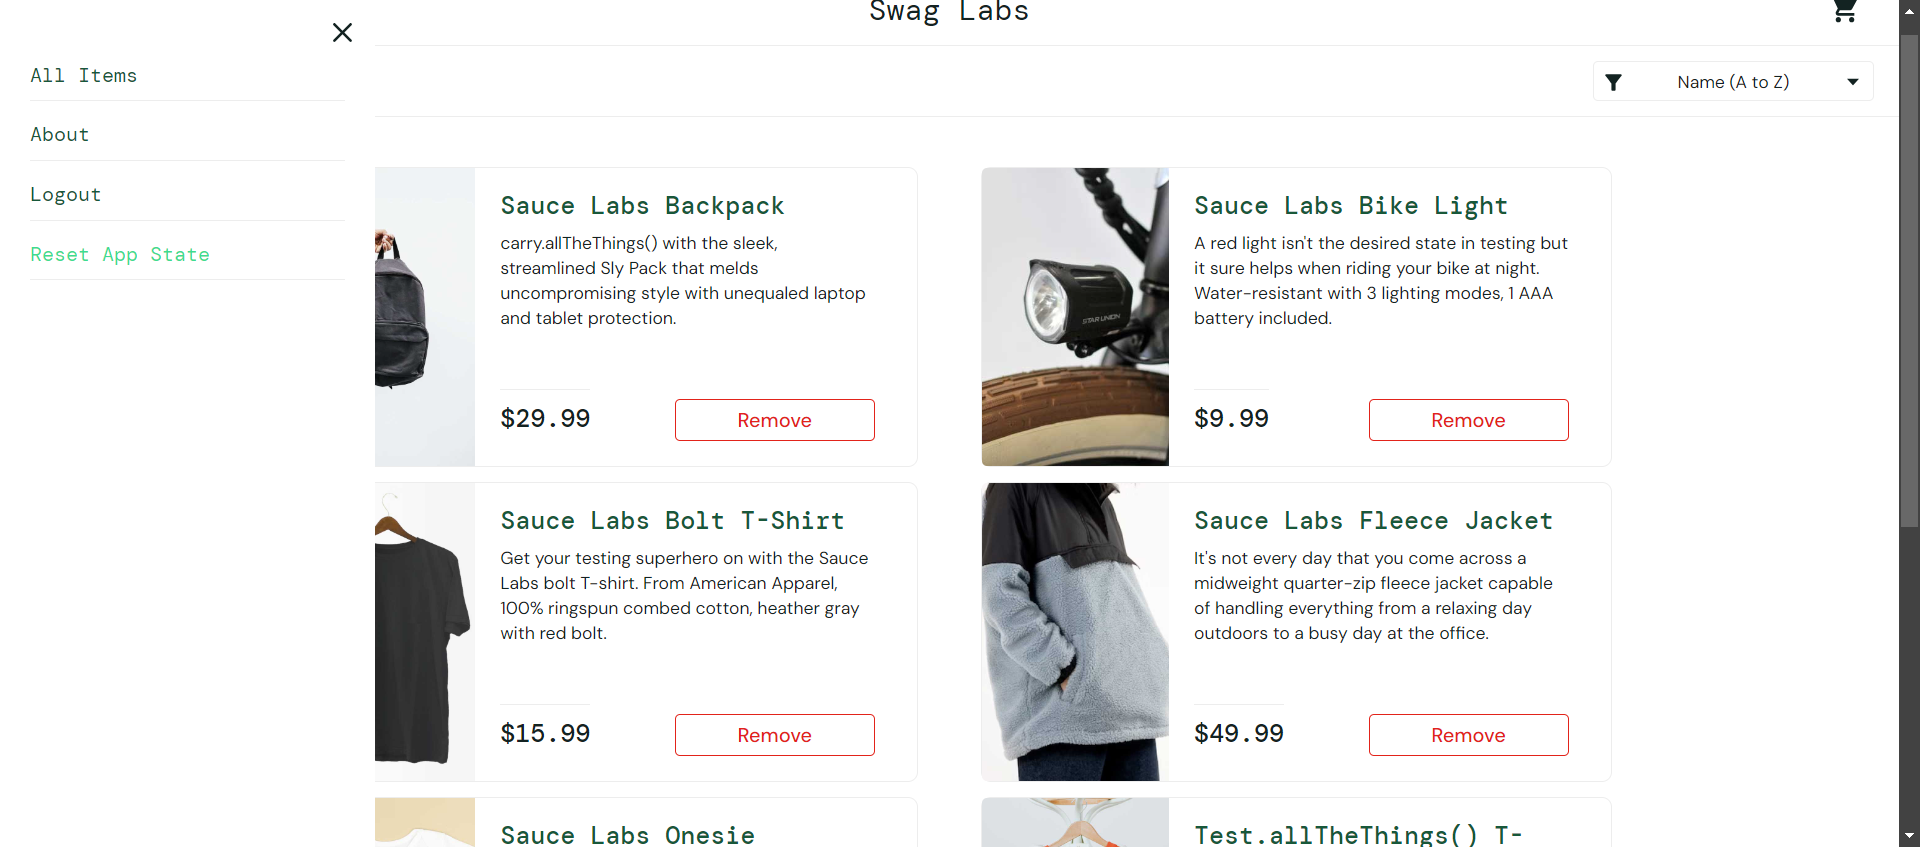 Swag Labs
All Items
About
Logout
Reset App State
Name (A to Z)
Sauce Labs Backpack
carry.allTheThings() with the sleek,
streamlined Sly Pack that melds
uncompromising style with unequaled laptop
and tablet protection.
$29.99
Remove
Sauce Labs Bike Light
A red light isn't the desired state in testing but
it sure helps when riding your bike at night.
Water-resistant with 3 lighting modes, 1 AAA
battery included.
STAR UNION
$9.99
Remove
Sauce Labs Bolt T-Shirt
Get your testing superhero on with the Sauce
Labs bolt T-shirt. From American Apparel,
100% ringspun combed cotton, heather gray
with red bolt.
$15.99
Remove
Sauce Labs Fleece Jacket
It's not every day that you come across a
midweight quarter-zip fleece jacket capable
of handling everything from a relaxing day
outdoors to a busy day at the office.
$49.99
Remove
Sauce Labs Onesie
Test.allTheThings() T-